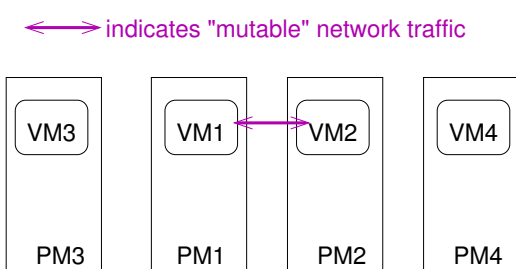 indicates "mutable" network traffic
VM3 VM1 VM2 VM4
PM3 PM1 PM2 PM4